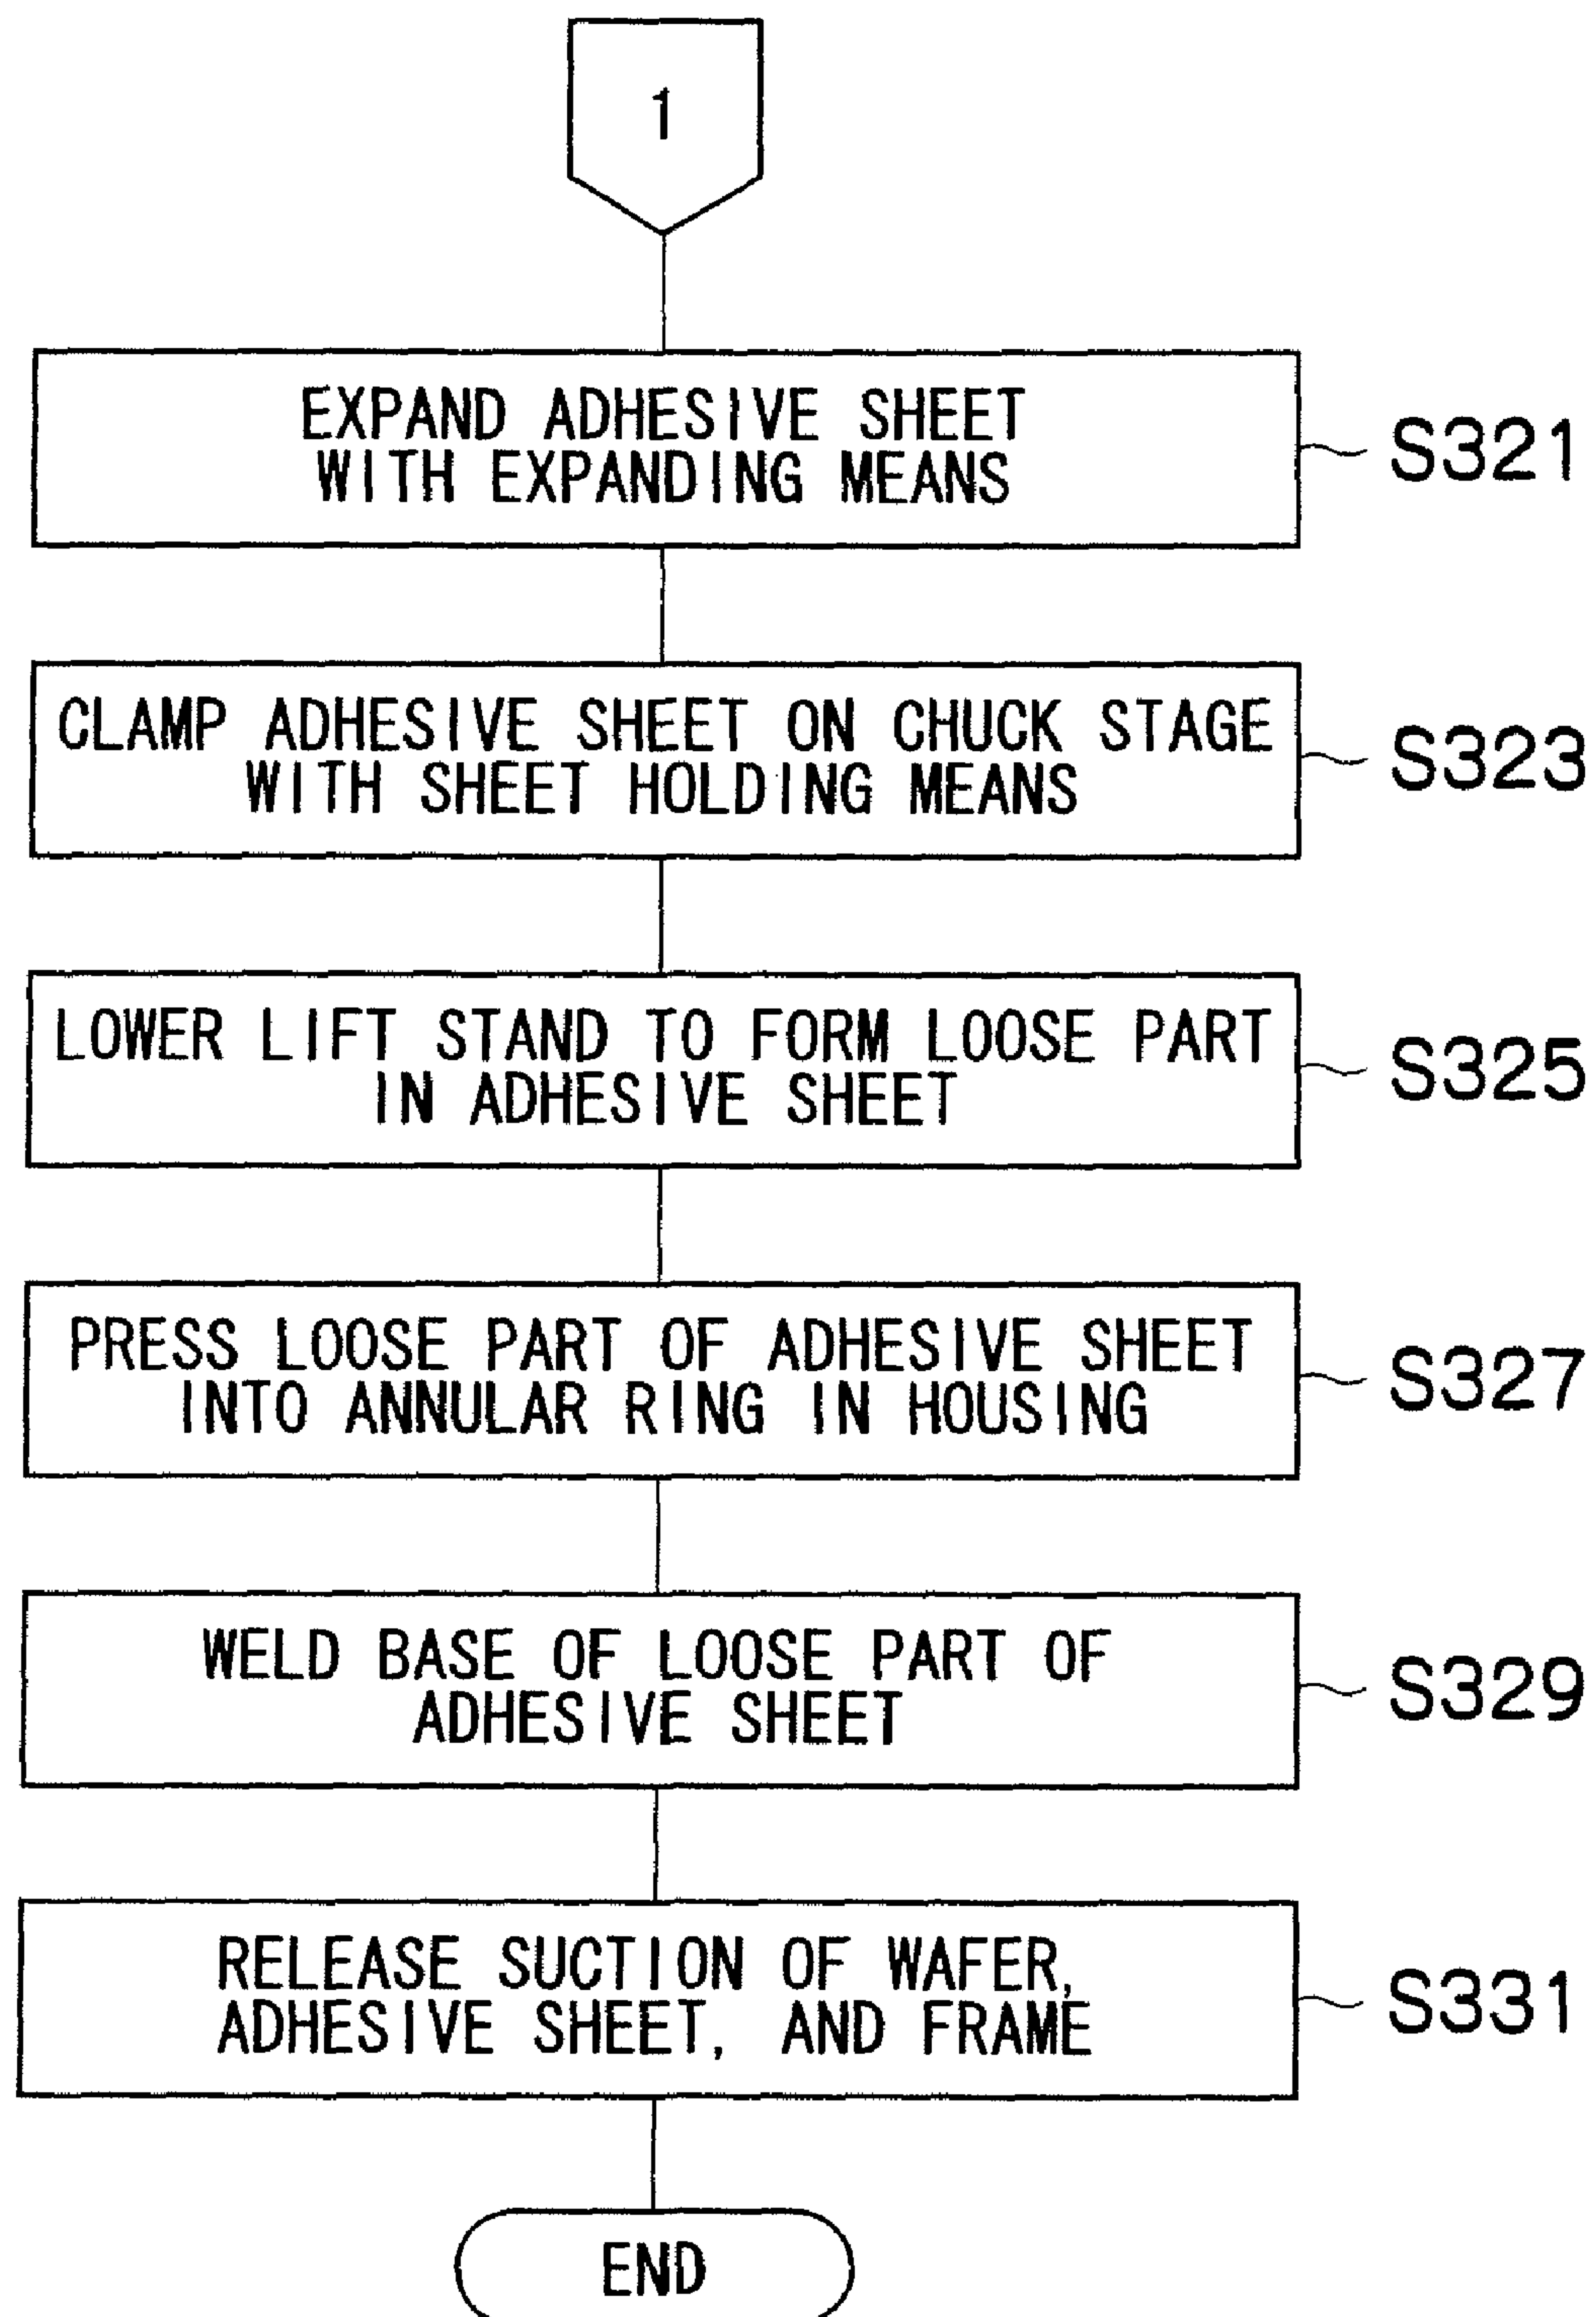 1
EXPAND ADHESIVE SHEET
WITH EXPANDING MEANS
S321
CLAMP ADHESIVE SHEET ON CHUCK STAGE
WITH SHEET HOLDING MEANS
S323
LOWER LIFT STAND TO FORM LOOSE PART
IN ADHESIVE SHEET
S325
PRESS LOOSE PART OF ADHESIVE SHEET
INTO ANNULAR RING IN HOUSING
S327
WELD BASE OF LOOSE PART OF
ADHESIVE SHEET
S329
RELEASE SUCTION OF WAFER,
ADHESIVE SHEET, AND FRAME
S331
END